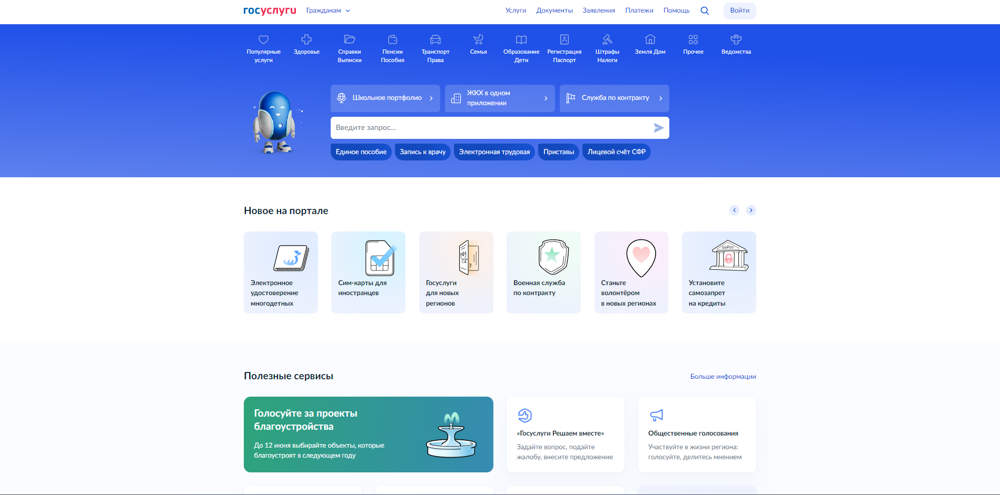 госуслуги
Гражданам
Услуги
Документы
Заявления
Платежи
Помощь
Войти
Популярные
услуги
Здоровье
Справки
Выписки
Пенсии
Пособия
Транспорт
Права
Семья
Образование
Дети
Регистрация
Паспорт
Штрафы
Налоги
Земля Дом
Прочее
Ведомства
Школьное портфолио
ЖКХ в одном
приложении
Служба по контракту
Введите запрос...
Единое пособие
Запись к врачу
Электронная трудовая
Приставы
Лицевой счёт СФР
Новое на портале
Электронное
удостоверение
многодетных
Сим-карты для
иностранцев
Госуслуги
для новых
регионов
Военная служба
по контракту
Станьте
волонтёром
в новых регионах
Установите
самозапрет
на кредиты
Полезные сервисы
Больше информации
Голосуйте за проекты
благоустройства
До 12 июня выбирайте объекты, которые
благоустроят в следующем году
«Госуслуги Решаем вместе»
Задайте вопрос, подайте
жалобу, внесите предложение
Общественные голосования
Участвуйте в жизни региона:
голосуйте, делитесь мнением